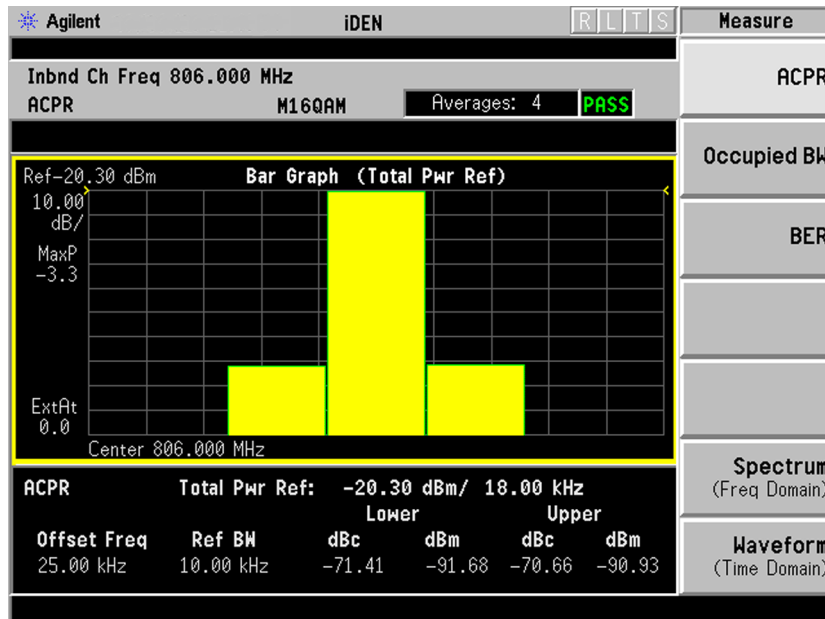 Agilent iDEN R L T S Measure
Inbnd Ch Freq 806.000 MHz
ACPR M16QAM Averages: 4 PASS
Ref-20.30 dBm Bar Graph (Total Pwr Ref)
10.00
dB/
MaxP
-3.3
ExtAt
0.0
Center 806.000 MHz
ACPR Total Pwr Ref: -20.30 dBm/ 18.00 kHz
Lower Upper
Offset Freq Ref BW dBc dBm dBc dBm
25.00 kHz 10.00 kHz -71.41 -91.68 -70.66 -90.93
ACPR
Occupied BW
BER
Spectrum
(Freq Domain)
Waveform
(Time Domain)